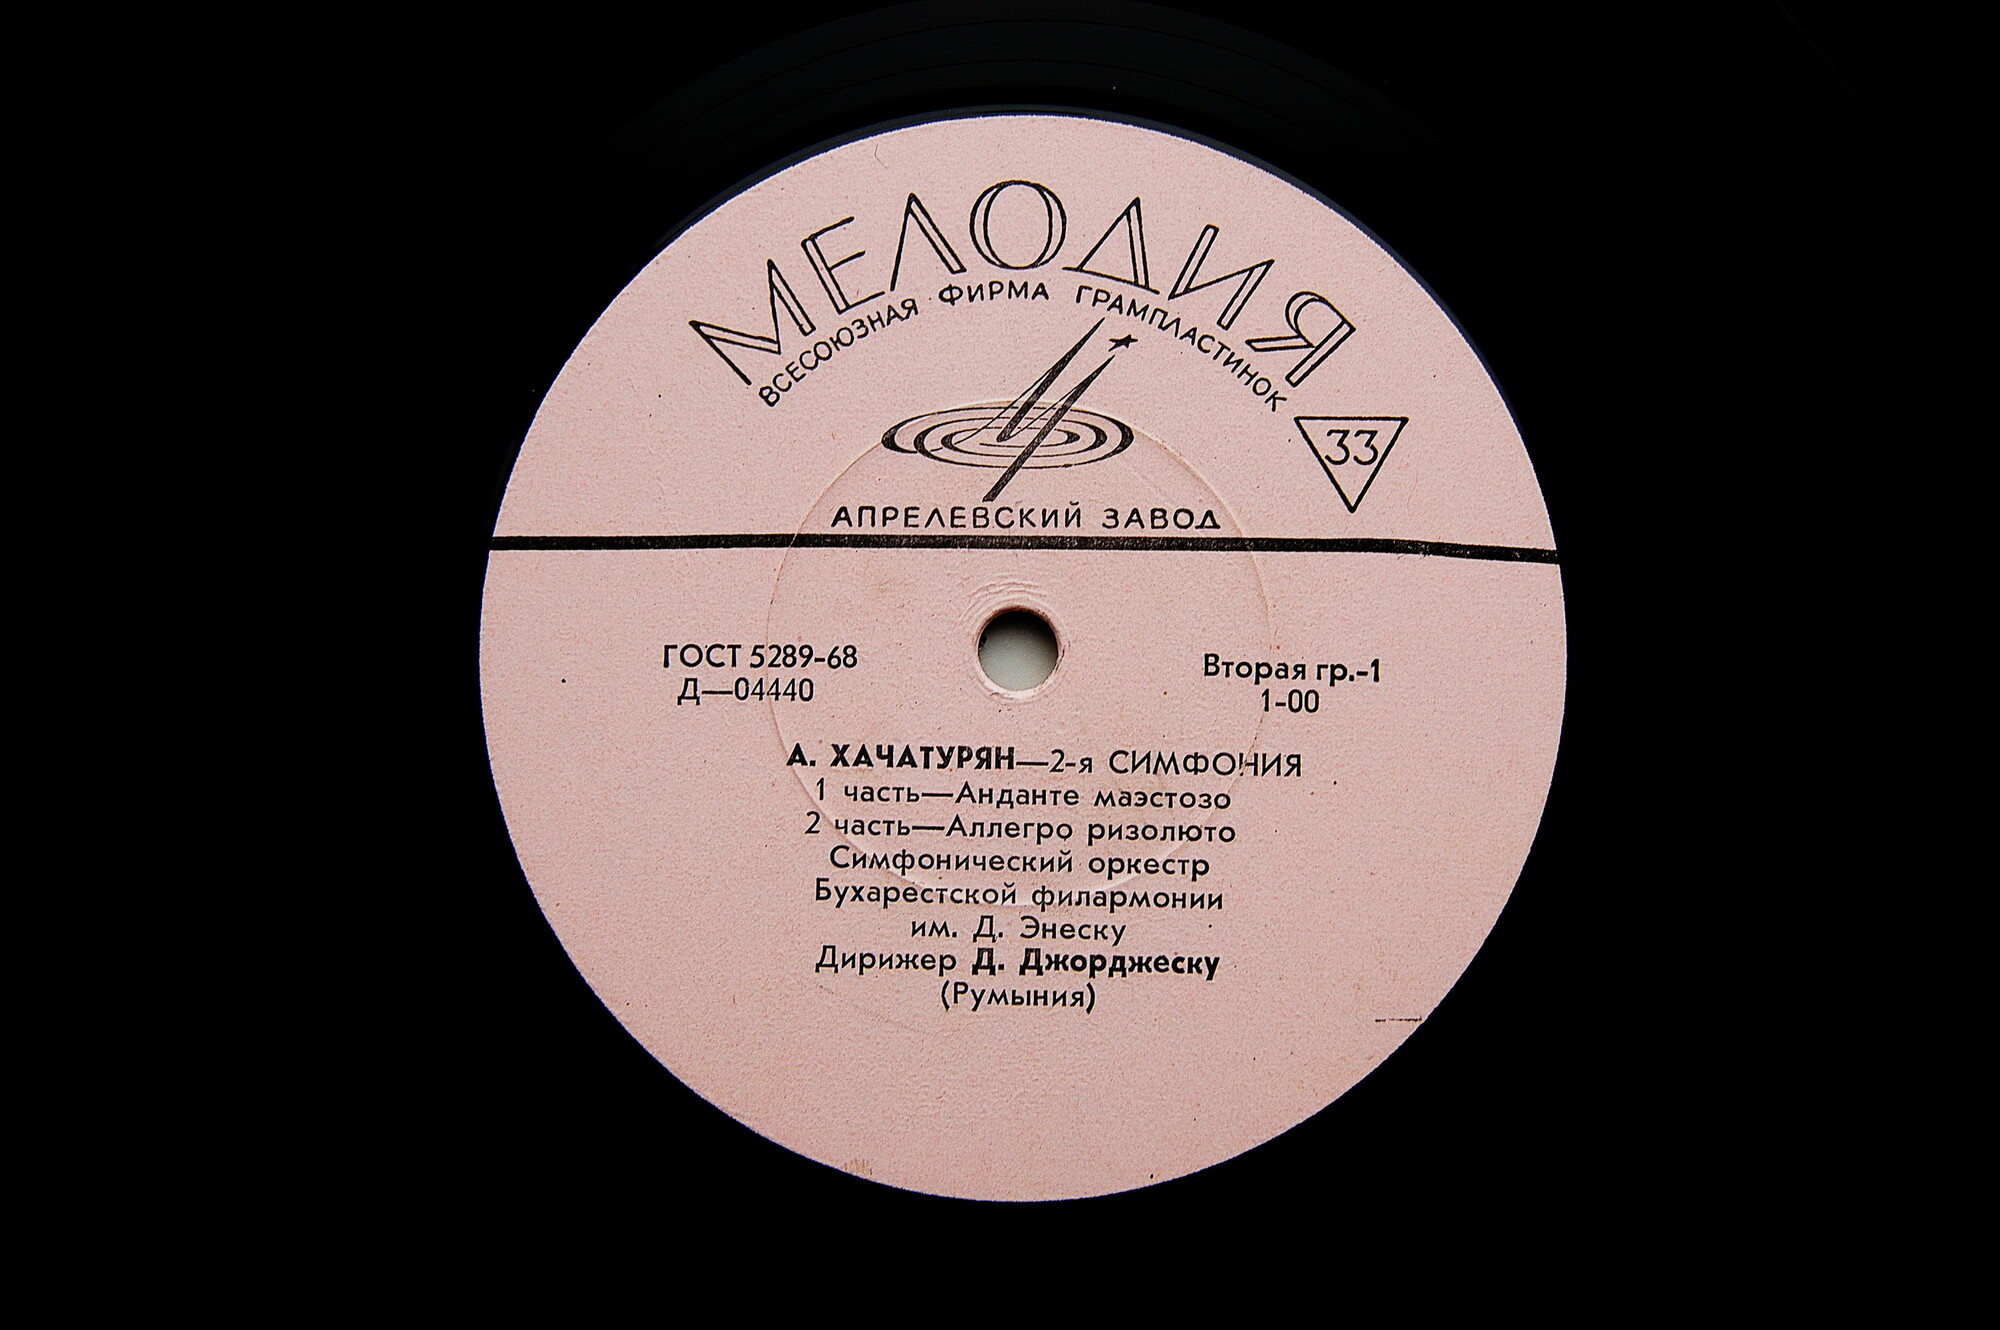 МЕЛОДИЯ
ВСЕСОЮЗНАЯ ФИРМА ГРАМПЛАСТИНОК
33
АПРЕЛЕВСКИЙ ЗАВОД
ГОСТ 5289-68
Д—04440
Вторая гр.-1
1-00
А. ХАЧАТУРЯН—2-я СИМФОНИЯ
1 часть—Анданте маэстозо
2 часть—Аллегро ризолюто
Симфонический оркестр
Бухарестской филармонии
им. Д. Энеску
Дирижер Д. Джорджеску
(Румыния)